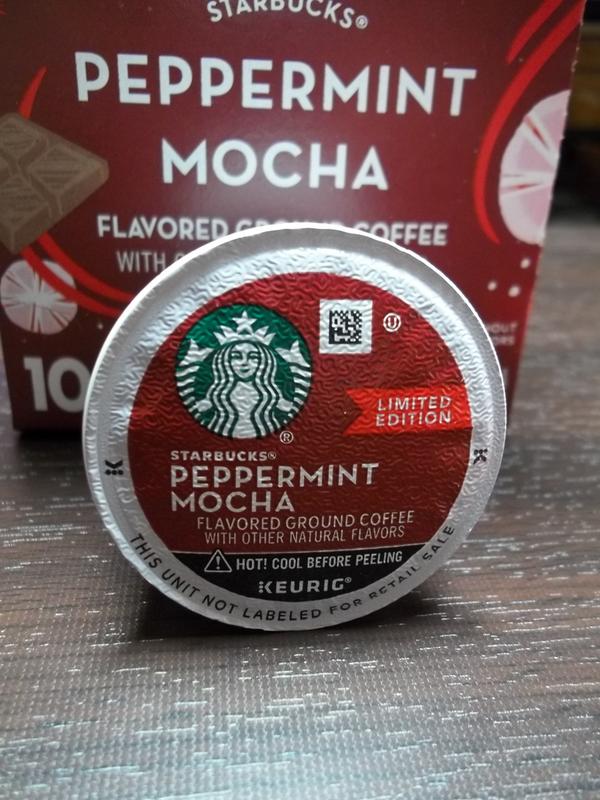 STARBUCKS®
PEPPERMINT
MOCHA
FLAVORED GROUND COFFEE
WITH
10
LIMITED
EDITION
STARBUCKS®
PEPPERMINT
MOCHA
FLAVORED GROUND COFFEE
WITH OTHER NATURAL FLAVORS
HOT! COOL BEFORE PEELING
KEURIG®
THIS UNIT NOT LABELED FOR RETAIL SALE